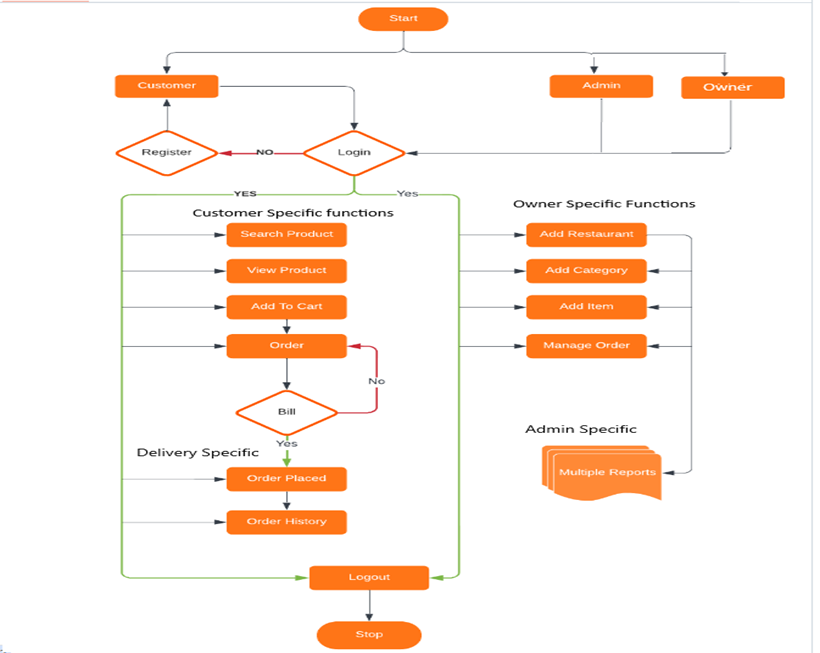 Start
Customer
Admin
Owner
Register
NO
Login
YES
Yes
Customer Specific functions
Owner Specific Functions
Search Product
Add Restaurant
View Product
Add Category
Add To Cart
Add Item
Order
Manage Order
No
Bill
Yes
Admin Specific
Delivery Specific
Multiple Reports
Order Placed
Order History
Logout
Stop